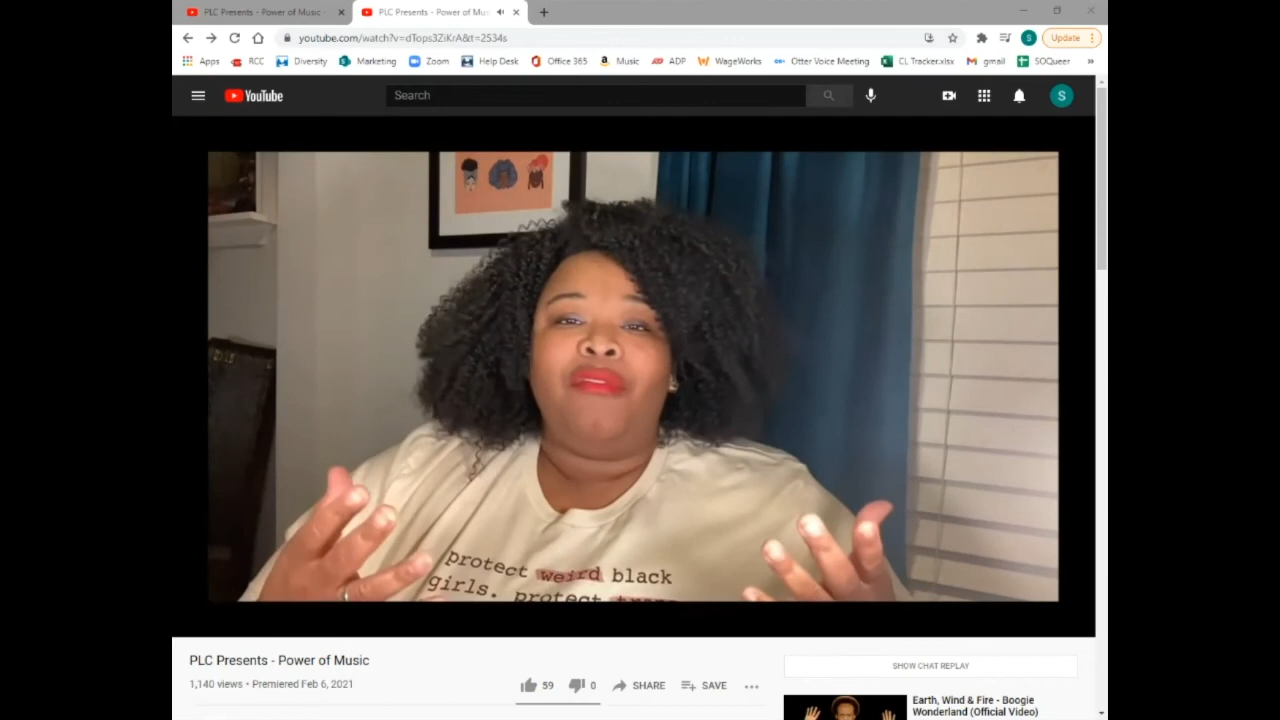 PLC Presents - Power of Music
PLC Presents - Power of Mus
youtube.com/watch?v=dTops3ZiKrA&t=2534s
S
Update
Apps
RCC
Diversity
Marketing
Zoom
Help Desk
Office 365
Music
ADP
WageWorks
Otter Voice Meeting
CL Tracker.xlsx
gmail
SOQueer
»
YouTube
Search
S
protect weird black
girls. protect
PLC Presents - Power of Music
1,140 views • Premiered Feb 6, 2021
59
0
SHARE
SAVE
SHOW CHAT REPLAY
Earth, Wind & Fire - Boogie
Wonderland (Official Video)